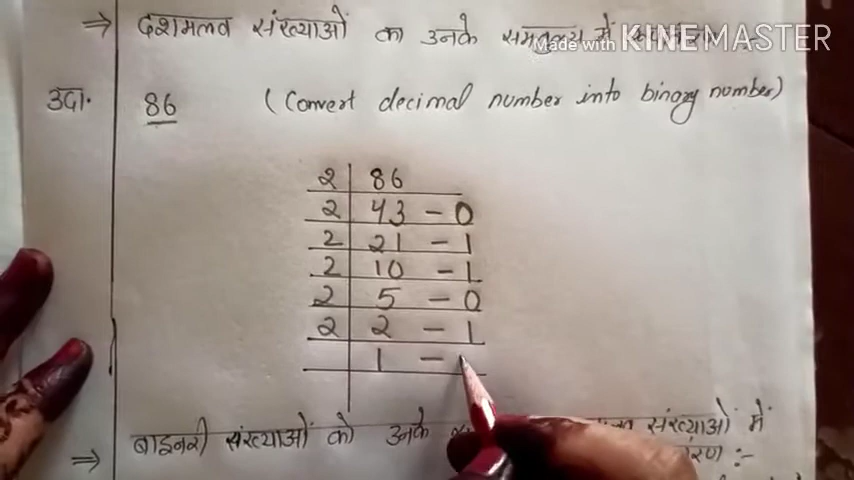 ⇒ दशमलव संख्याओं का उनके समतुल्य में
Made with KINEMASTER
उदा. 86 (Convert decimal number into binary number)
2 | 86
2 | 43 - 0
2 | 21 - 1
2 | 10 - 1
2 | 5 - 0
2 | 2 - 1
1 -
⇒ बाइनरी संख्याओं को उनके संख्याओं में
:-